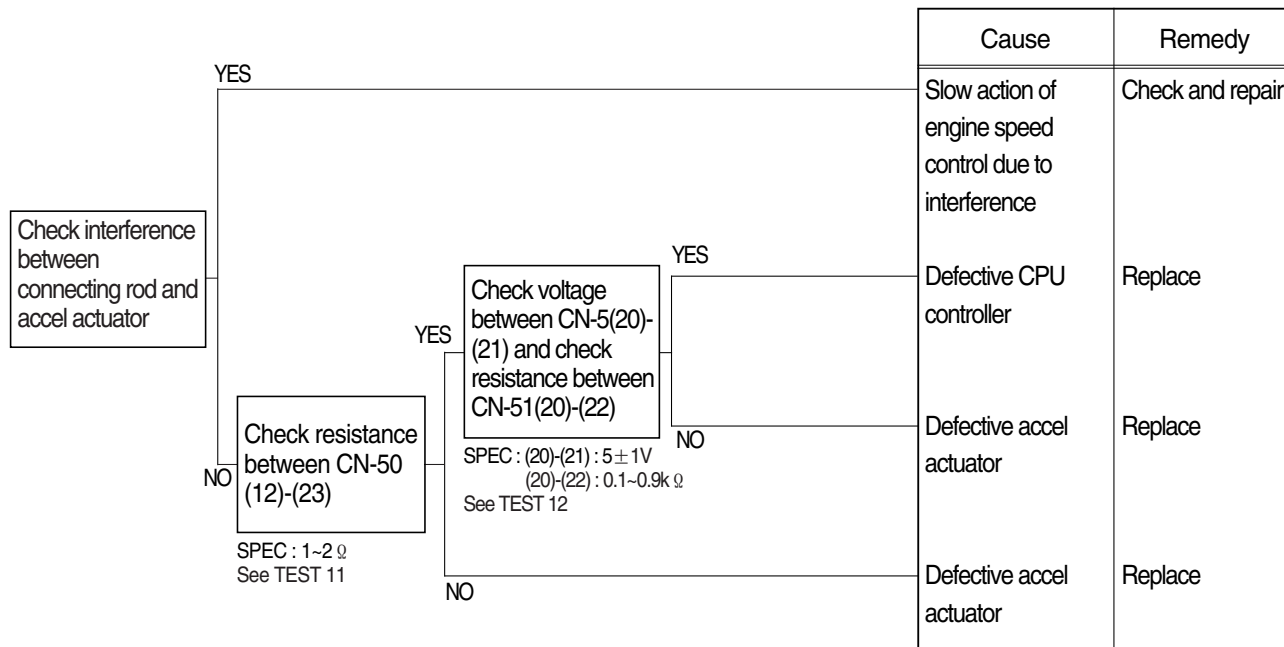 Cause
Remedy
YES
Slow action of
engine speed
control due to
interference
Check and repair
Check interference
between
connecting rod and
accel actuator
YES
Defective CPU
controller
Replace
YES
Check voltage
between CN-5(20)-
(21) and check
resistance between
CN-51(20)-(22)
NO
Defective accel
actuator
Replace
SPEC : (20)-(21) : 5±1V
(20)-(22) : 0.1~0.9k Ω
See TEST 12
NO
Check resistance
between CN-50
(12)-(23)
SPEC : 1~2 Ω
See TEST 11
NO
Defective accel
actuator
Replace